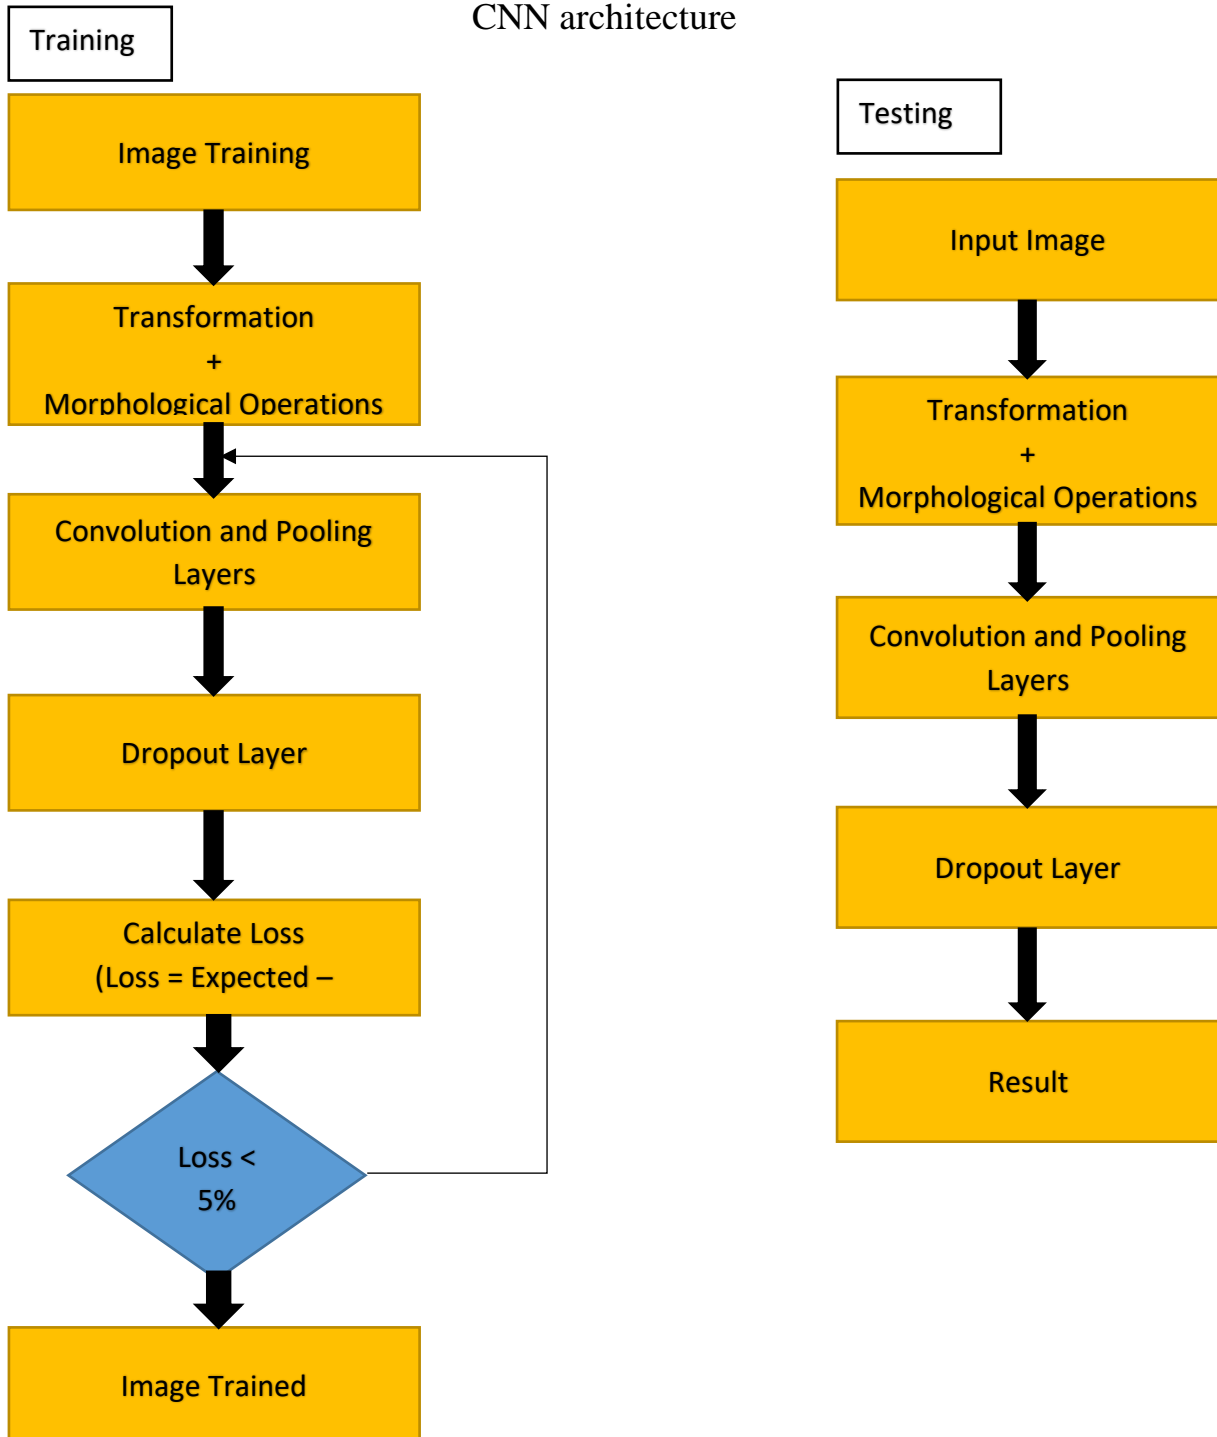 CNN architecture
Training
Image Training
Transformation
+
Morphological Operations
Convolution and Pooling
Layers
Dropout Layer
Calculate Loss
(Loss = Expected –
Loss <
5%
Image Trained
Testing
Input Image
Transformation
+
Morphological Operations
Convolution and Pooling
Layers
Dropout Layer
Result